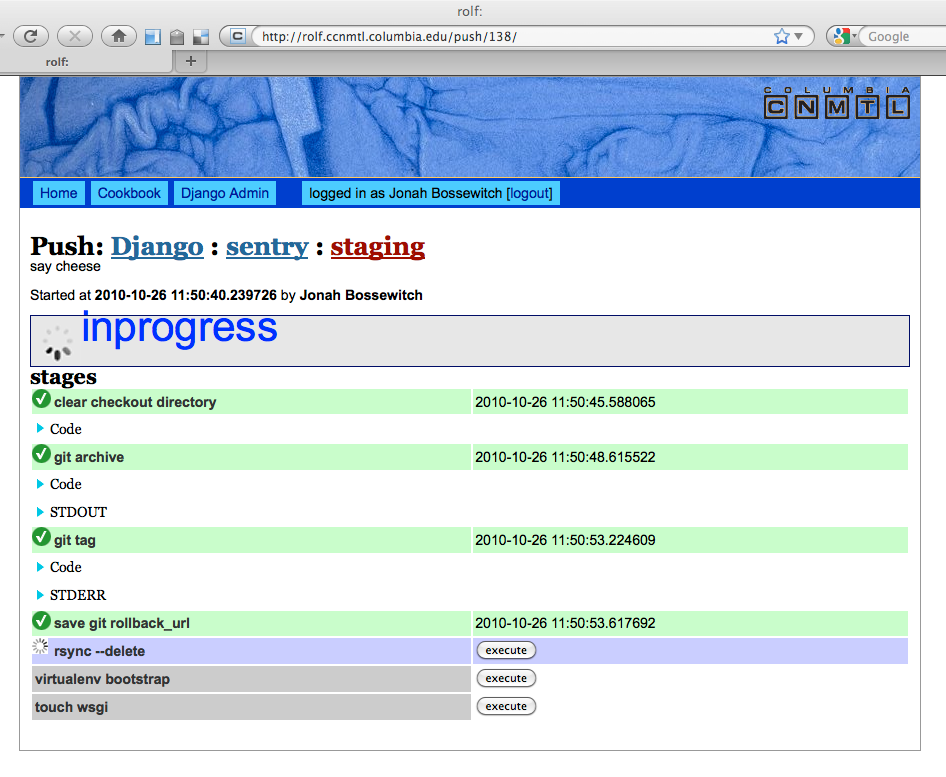 rolf:
http://rolf.ccnmtl.columbia.edu/push/138/
Google
rolf:
COLUMBIA
CNMTL
Home Cookbook Django Admin logged in as Jonah Bossewitch [logout]
Push: Django : sentry : staging
say cheese
Started at 2010-10-26 11:50:40.239726 by Jonah Bossewitch
inprogress
stages
clear checkout directory 2010-10-26 11:50:45.588065
Code
git archive 2010-10-26 11:50:48.615522
Code
STDOUT
git tag 2010-10-26 11:50:53.224609
Code
STDERR
save git rollback_url 2010-10-26 11:50:53.617692
rsync --delete execute
virtualenv bootstrap execute
touch wsgi execute